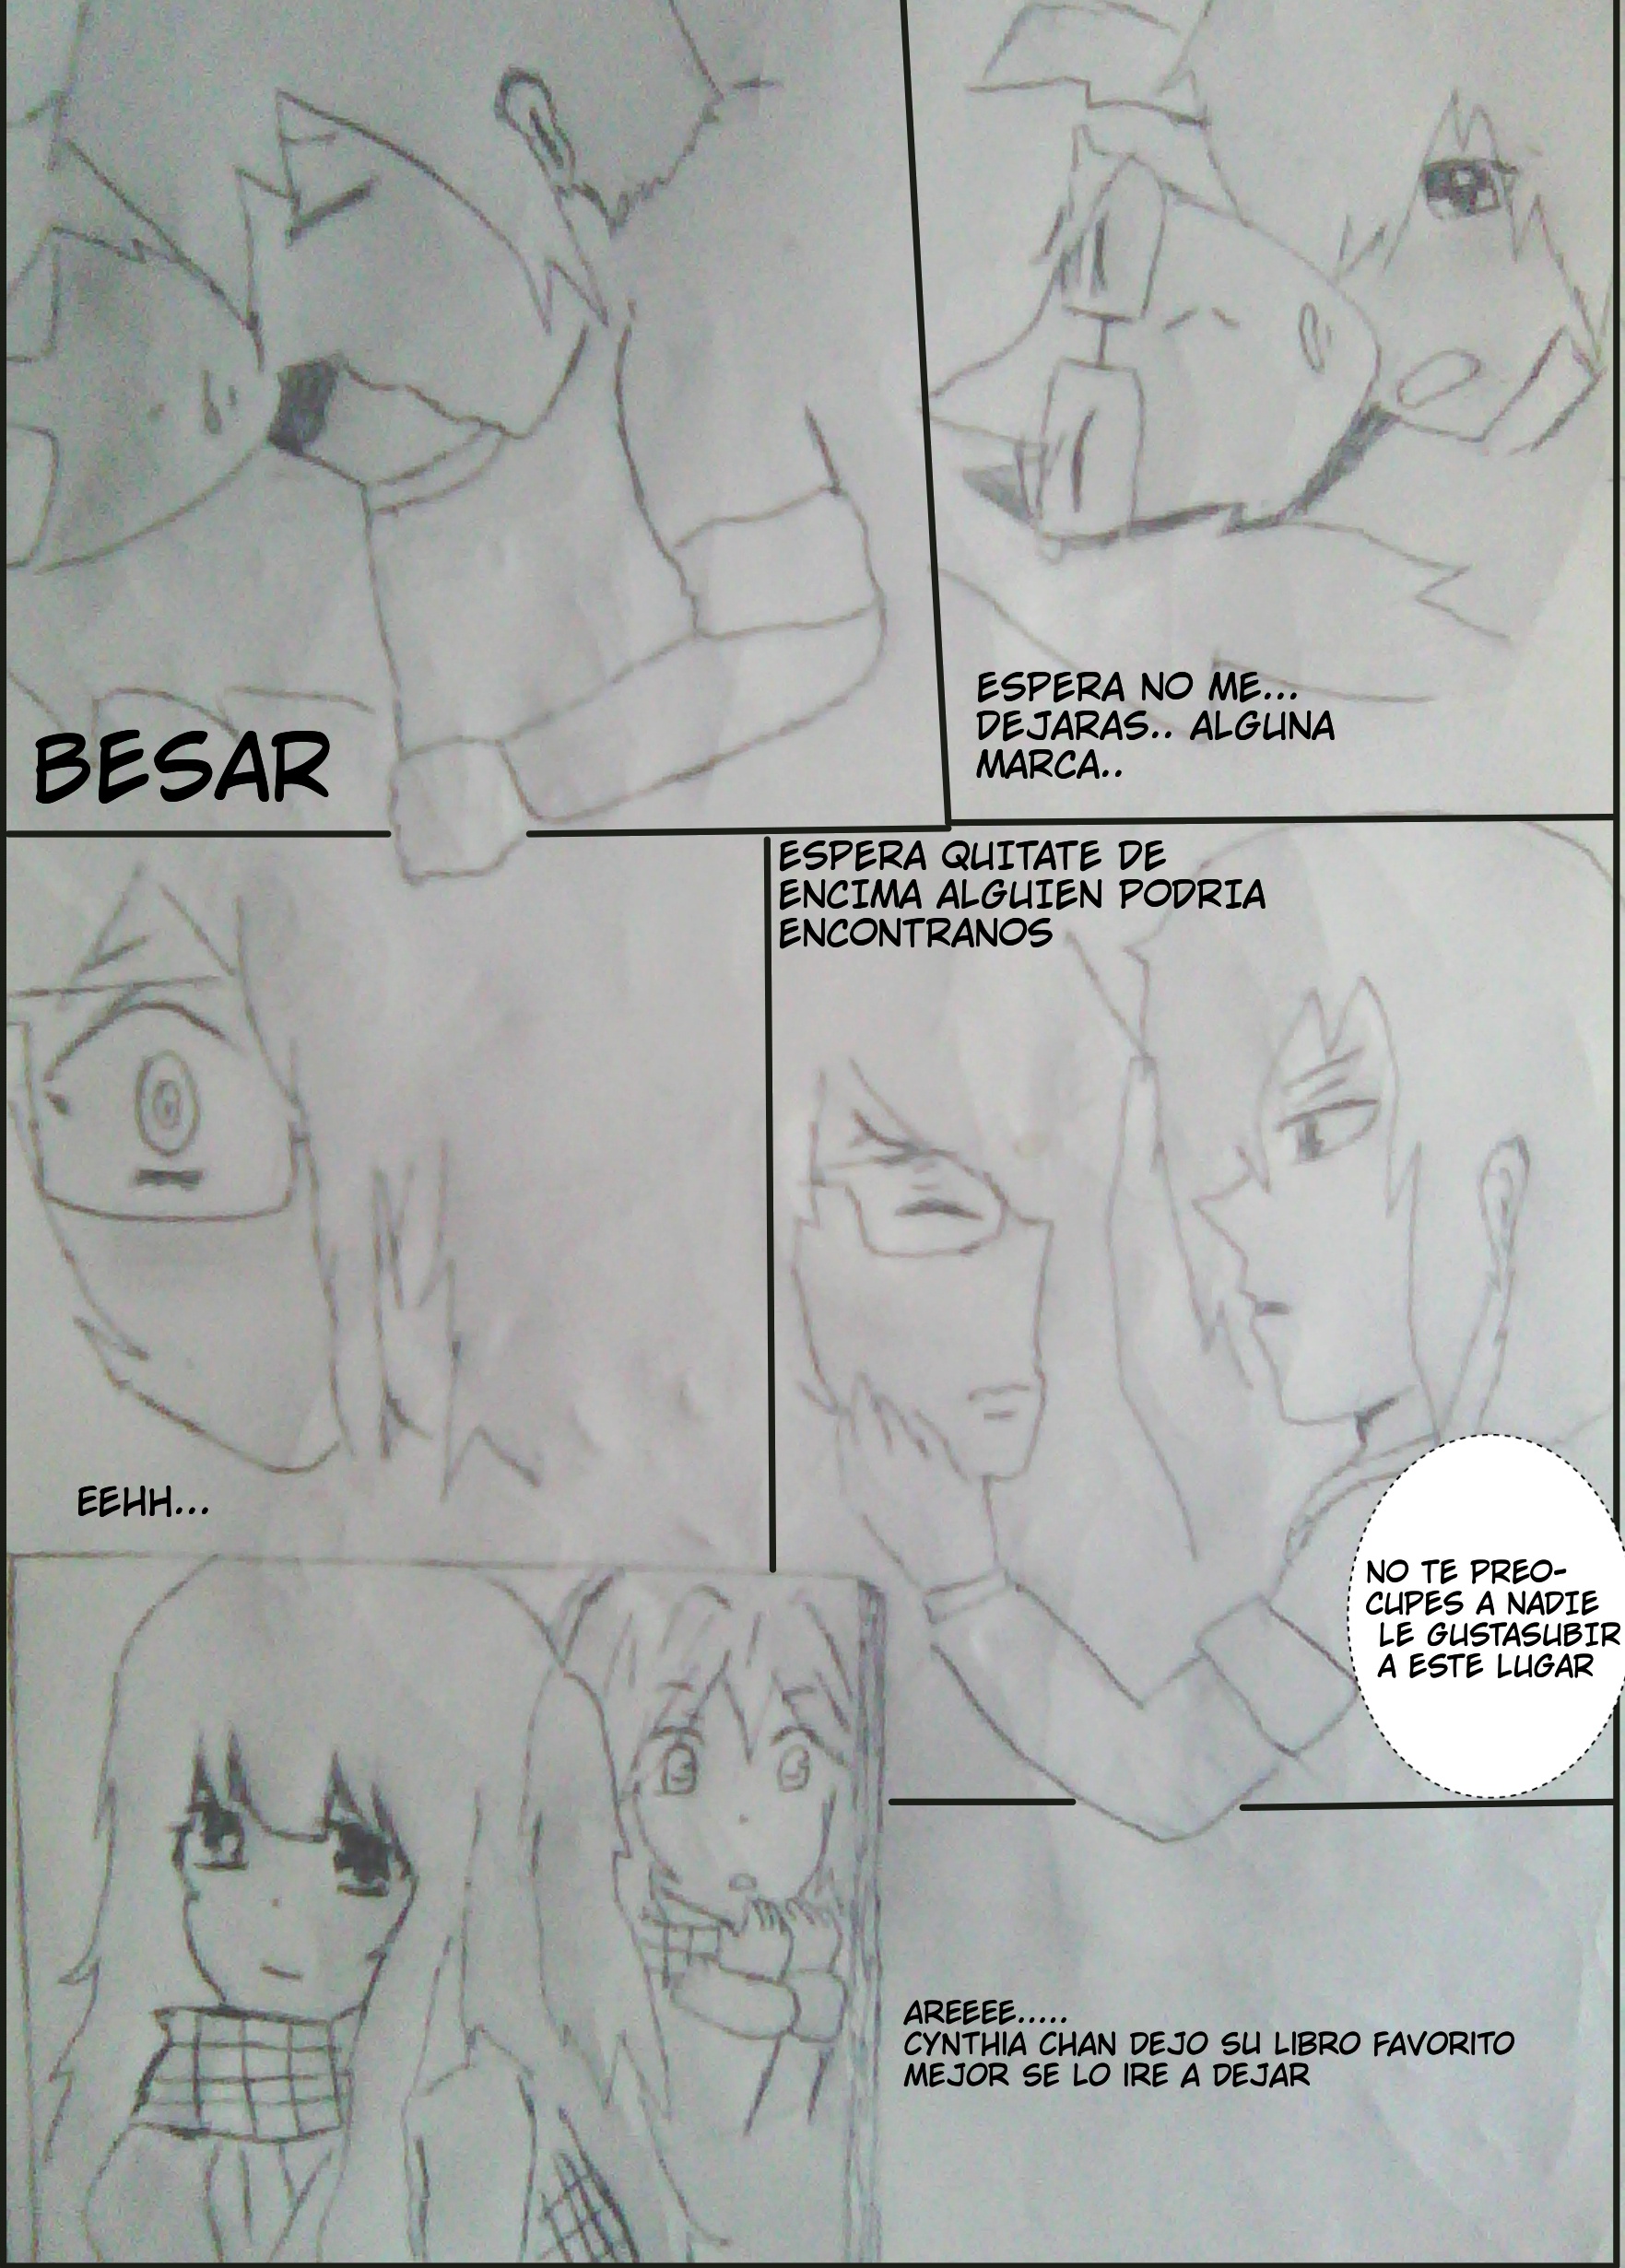 BESAR
ESPERA NO ME...
DEJARAS.. ALGUNA
MARCA..
EEHH...
ESPERA QUITATE DE
ENCIMA ALGUIEN PODRIA
ENCONTRANOS
NO TE PREO-
CUPES A NADIE
LE GUSTASUBIR
A ESTE LUGAR
AREEEE.....
CYNTHIA CHAN DEJO SU LIBRO FAVORITO
MEJOR SE LO IRE A DEJAR